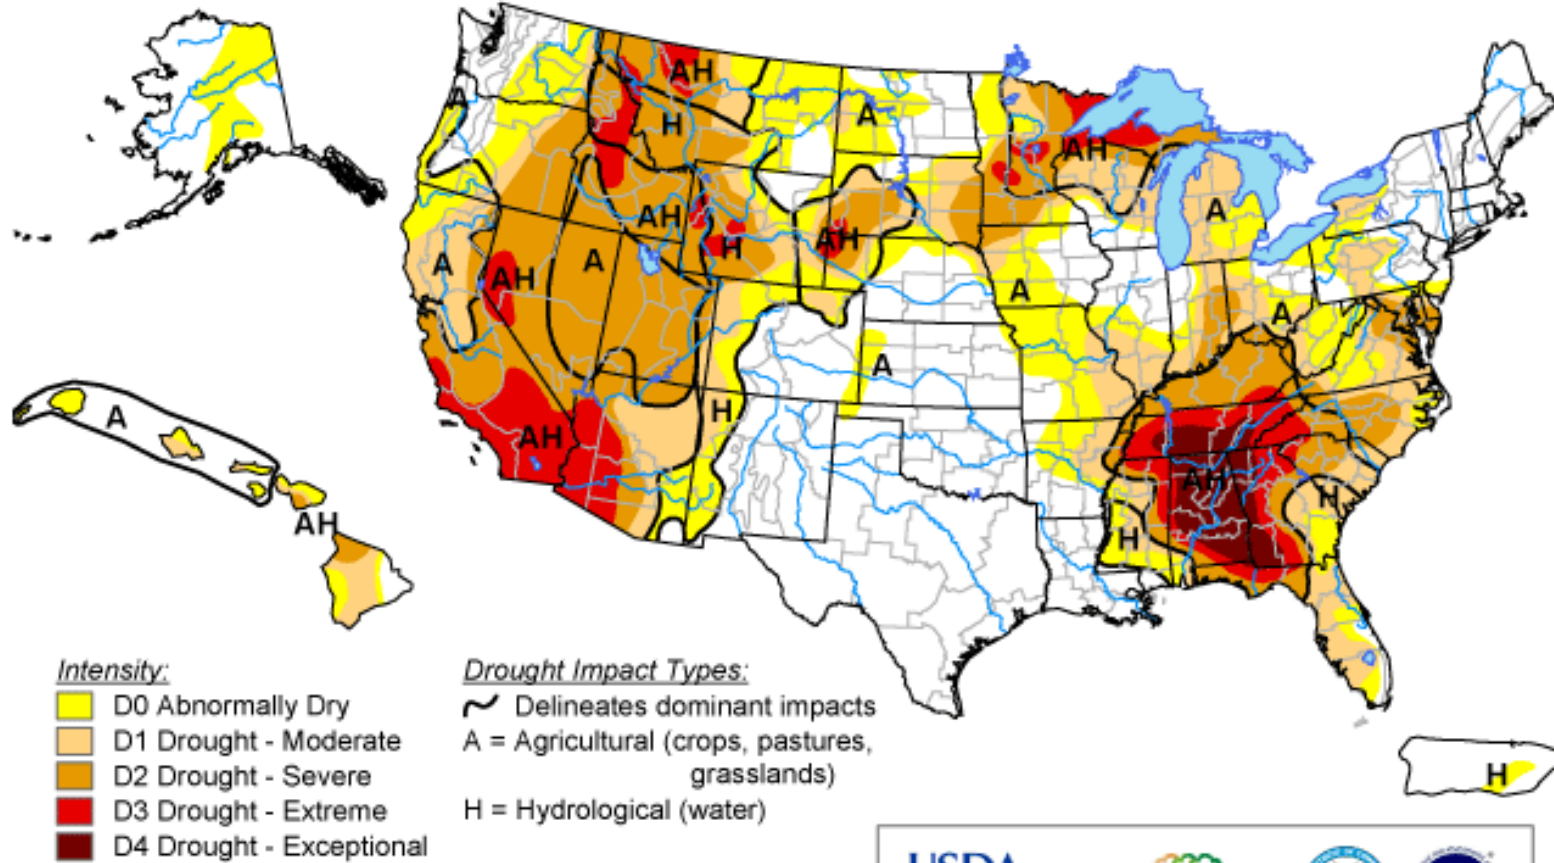 A
AH
H
A
AH
A
AH
H
AH
A
A
AH
A
A
A
A
H
AH
A
AH
H
H
A
AH
H
Intensity:
D0 Abnormally Dry
D1 Drought - Moderate
D2 Drought - Severe
D3 Drought - Extreme
D4 Drought - Exceptional
Drought Impact Types:
Delineates dominant impacts
A = Agricultural (crops, pastures,
grasslands)
H = Hydrological (water)
USDA